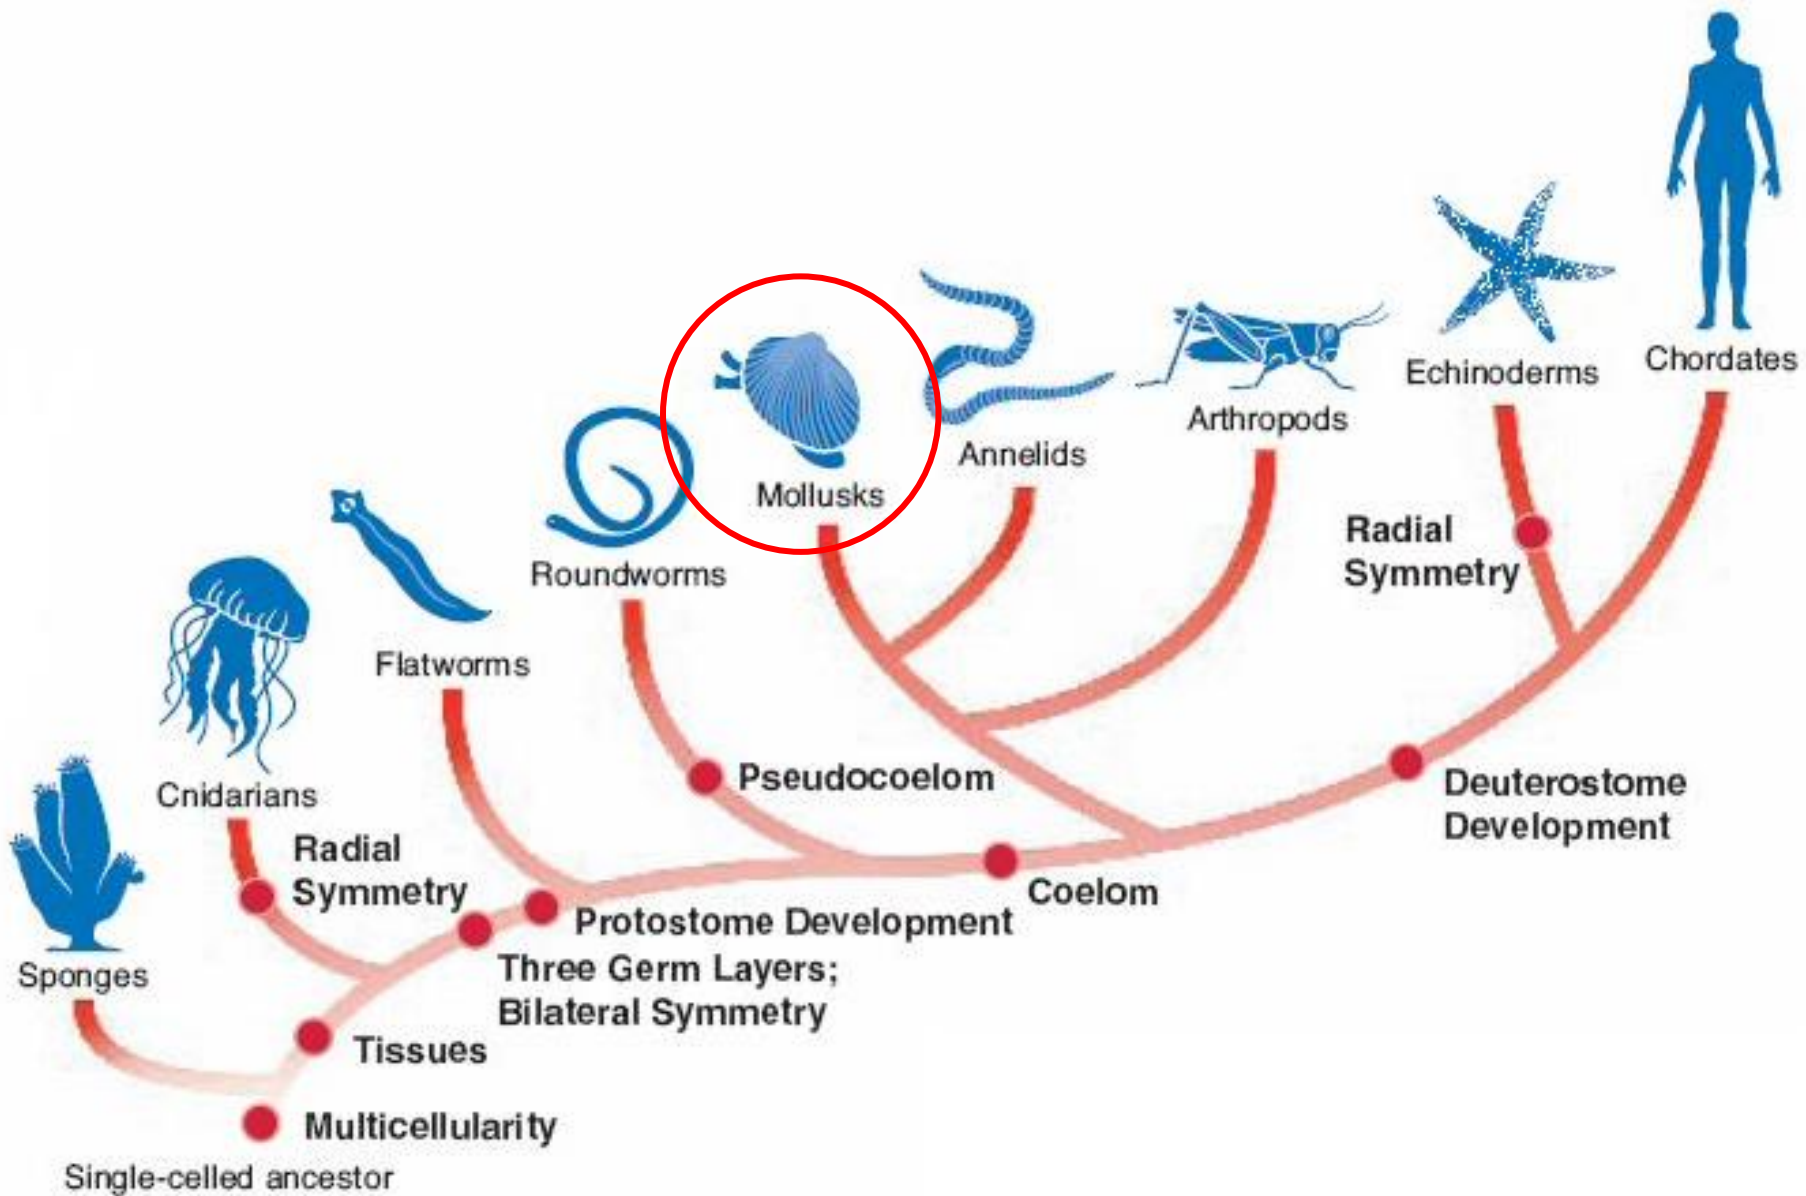 Chordates
Echinoderms
Arthropods
Annelids
Mollusks
Radial
Symmetry
Roundworms
Flatworms
Pseudocoelom
Deuterostome
Development
Cnidarians
Radial
Symmetry
Coelom
Protostome Development
Three Germ Layers;
Bilateral Symmetry
Sponges
Tissues
Multicellularity
Single-celled ancestor